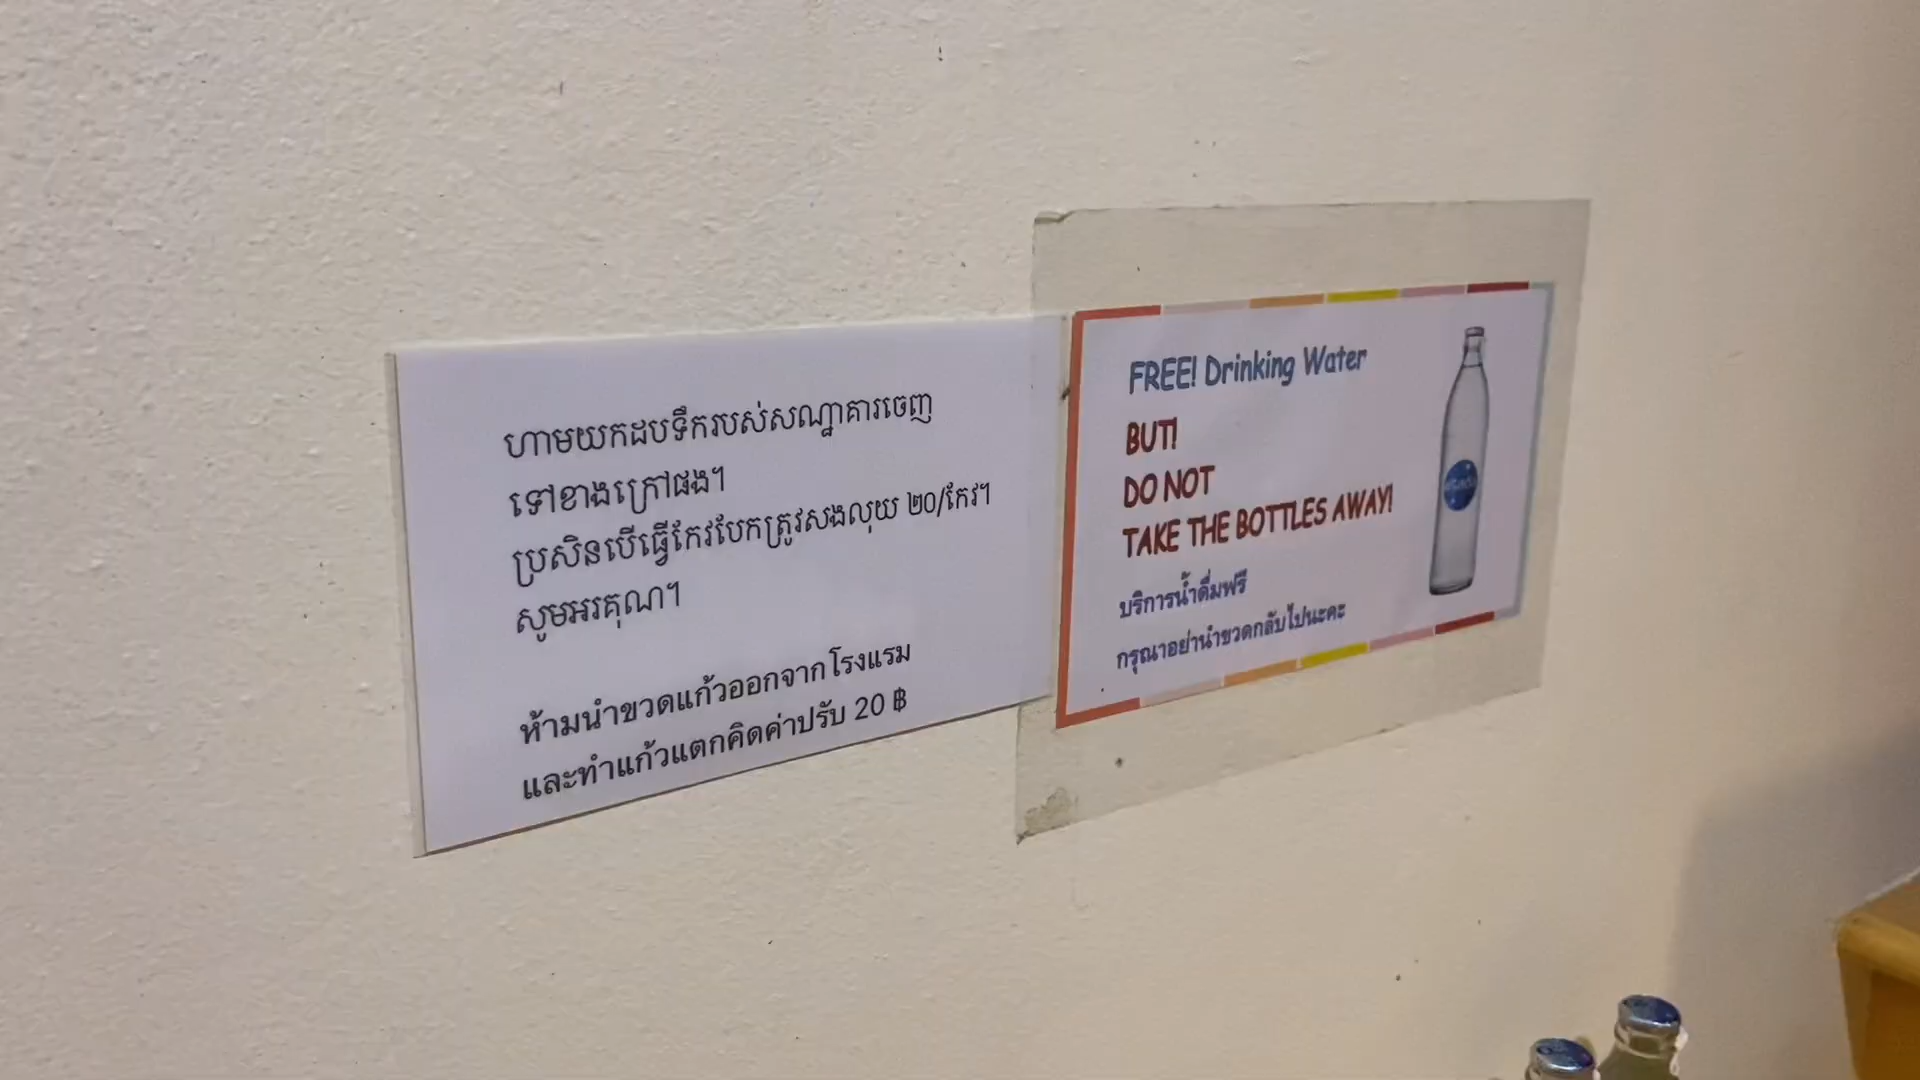 ហាមយកដបទឹករបស់សណ្ឋាគារចេញ
ទៅខាងក្រៅផង។
ប្រសិនបើធ្វើកែវបែកត្រូវសងលុយ ២០/កែវ។
សូមអរគុណ។
ห้ามนำขวดแก้วออกจากโรงแรม
และทำแก้วแตกคิดค่าปรับ 20 ฿
FREE! Drinking Water
BUT!
DO NOT
TAKE THE BOTTLES AWAY!
บริการน้ำดื่มฟรี
กรุณาอย่านำขวดกลับไปนะคะ